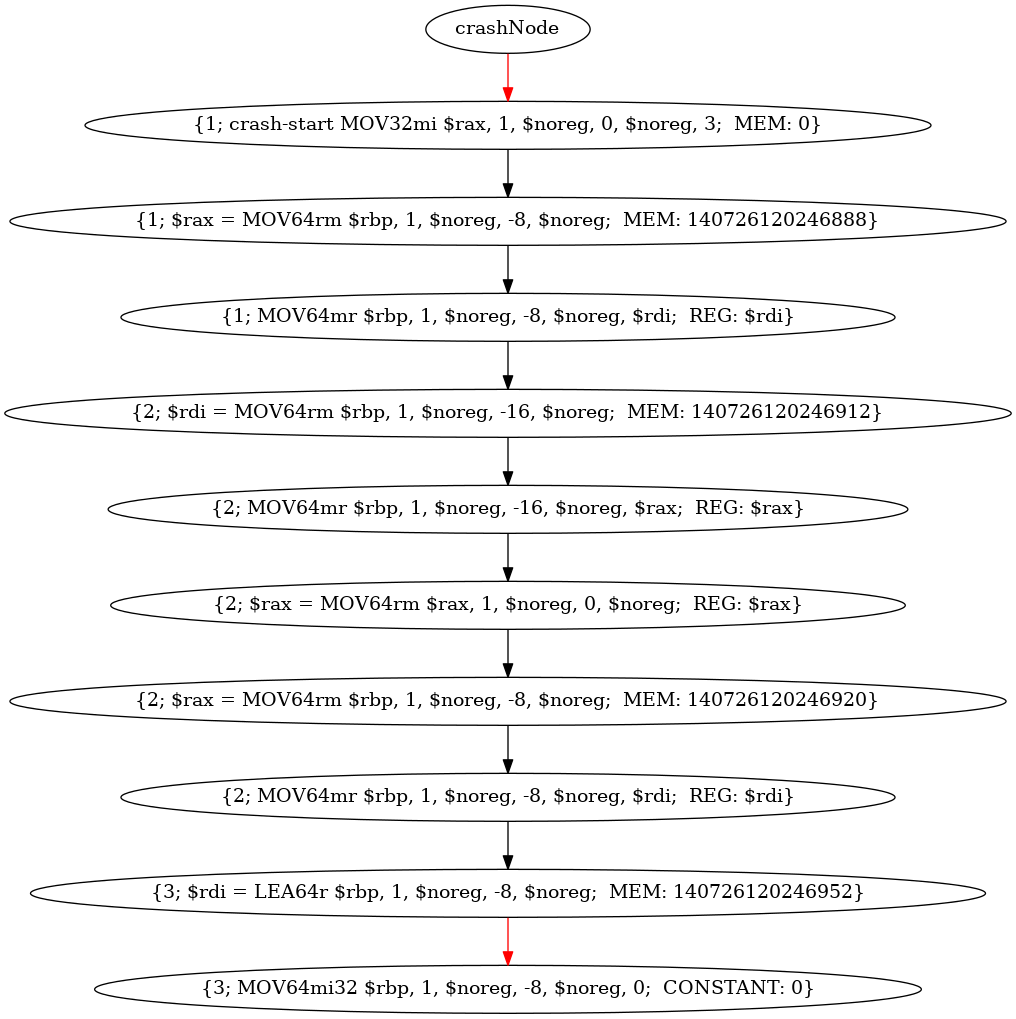 crashNode
{1; crash-start MOV32mi $rax, 1, $noreg, 0, $noreg, 3;  MEM: 0}
{1; $rax = MOV64rm $rbp, 1, $noreg, -8, $noreg;  MEM: 140726120246888}
{1; MOV64mr $rbp, 1, $noreg, -8, $noreg, $rdi;  REG: $rdi}
{2; $rdi = MOV64rm $rbp, 1, $noreg, -16, $noreg;  MEM: 140726120246912}
{2; MOV64mr $rbp, 1, $noreg, -16, $noreg, $rax;  REG: $rax}
{2; $rax = MOV64rm $rax, 1, $noreg, 0, $noreg;  REG: $rax}
{2; $rax = MOV64rm $rbp, 1, $noreg, -8, $noreg;  MEM: 140726120246920}
{2; MOV64mr $rbp, 1, $noreg, -8, $noreg, $rdi;  REG: $rdi}
{3; $rdi = LEA64r $rbp, 1, $noreg, -8, $noreg;  MEM: 140726120246952}
{3; MOV64mi32 $rbp, 1, $noreg, -8, $noreg, 0;  CONSTANT: 0}